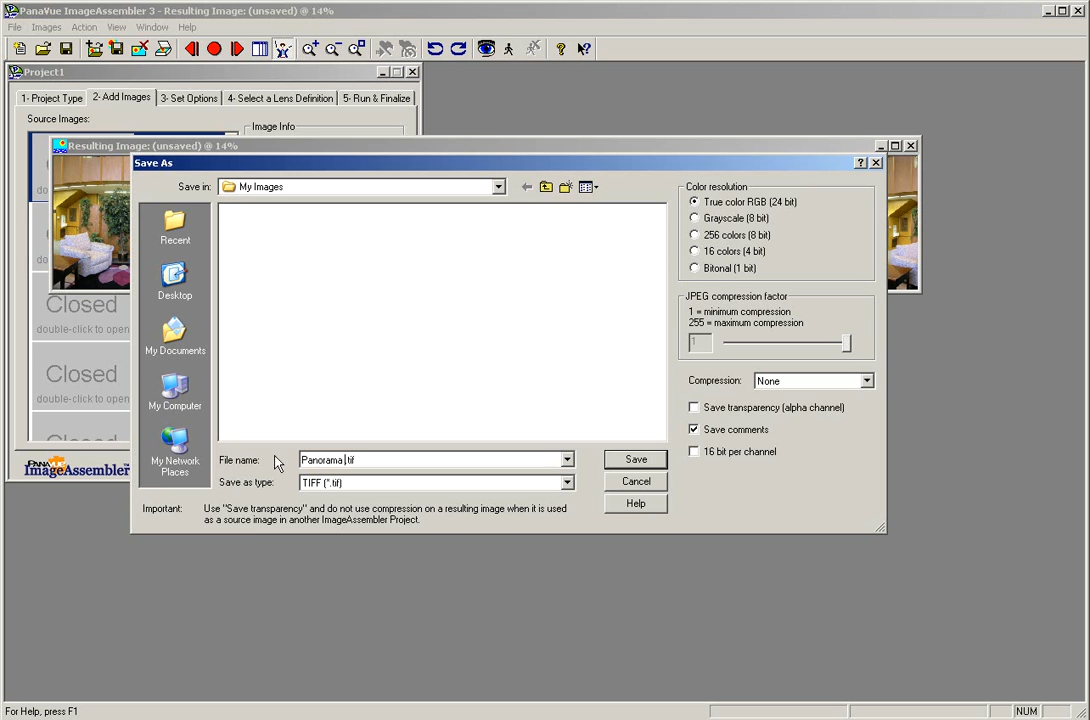 PanaVue ImageAssembler 3 - Resulting Image: (unsaved) @ 14%
File Images Action View Window Help
Project1
1- Project Type 2- Add Images 3- Set Options 4- Select a Lens Definition 5- Run & Finalize
Source Images:
Image Info
Resulting Image: (unsaved) @ 14%
Save As
Save in: My Images
Recent
Desktop
My Documents
My Computer
My Network Places
Color resolution
True color RGB (24 bit)
Grayscale (8 bit)
256 colors (8 bit)
16 colors (4 bit)
Bitonal (1 bit)
JPEG compression factor
1 = minimum compression
255 = maximum compression
1
Compression: None
Save transparency (alpha channel)
Save comments
16 bit per channel
File name: Panorama .tif
Save as type: TIFF (*.tif)
Save
Cancel
Help
Important: Use "Save transparency" and do not use compression on a resulting image when it is used
as a source image in another ImageAssembler Project.
Closed
double-click to open
Closed
double-click to open
PANAVUE
ImageAssembler™
For Help, press F1
NUM